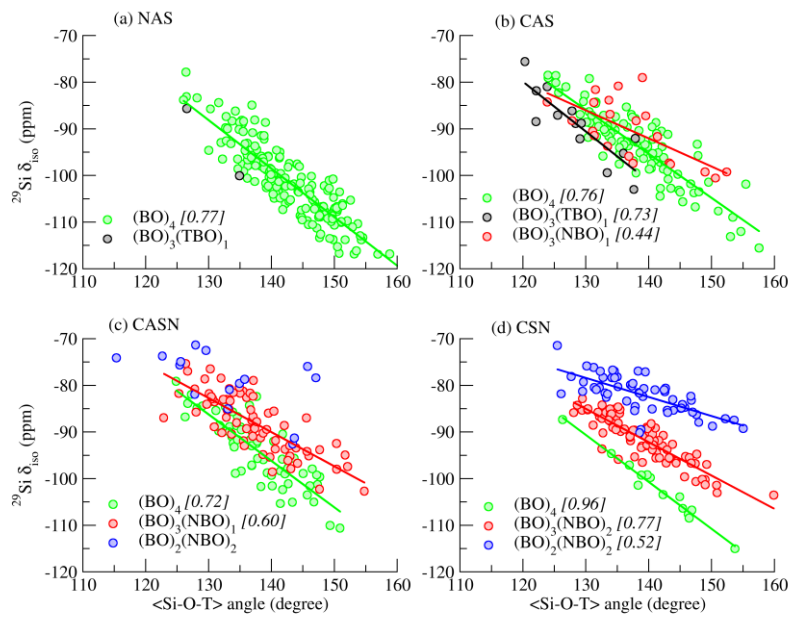 (a) NAS
-70
-80
-90
-100
-110
-120
29Si δiso (ppm)
(BO)4 [0.77]
(BO)3(TBO)1
110 120 130 140 150 160
(b) CAS
-70
-80
-90
-100
-110
-120
(BO)4 [0.76]
(BO)3(TBO)1 [0.73]
(BO)3(NBO)1 [0.44]
110 120 130 140 150 160
(c) CASN
-70
-80
-90
-100
-110
-120
29Si δiso (ppm)
(BO)4 [0.72]
(BO)3(NBO)1 [0.60]
(BO)2(NBO)2
110 120 130 140 150 160
<Si-O-T> angle (degree)
(d) CSN
-70
-80
-90
-100
-110
-120
(BO)4 [0.96]
(BO)3(NBO)2 [0.77]
(BO)2(NBO)2 [0.52]
110 120 130 140 150 160
<Si-O-T> angle (degree)